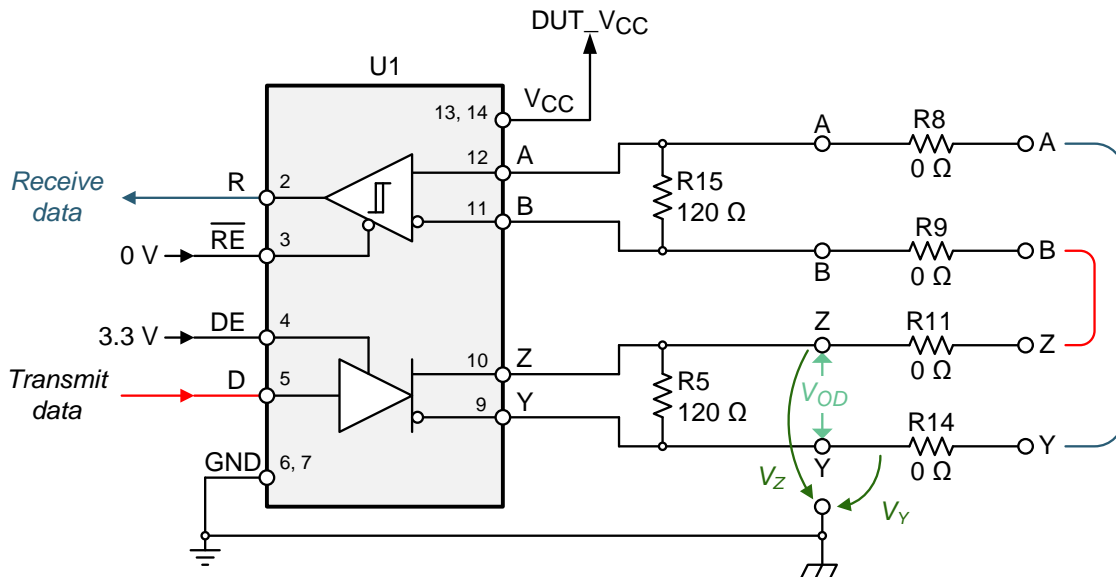 DUT_VCC
U1
VCC
13, 14
A
12
A
R8
A
0 Ω
Receive
data
R
2
R15
120 Ω
11
B
RE
3
0 V
R9
B
B
0 Ω
DE
4
3.3 V
Z
R11
Z
0 Ω
10
Z
Transmit
data
D
5
R5
120 Ω
VOD
9
Y
R14
Y
Y
0 Ω
GND
6, 7
VZ
VY